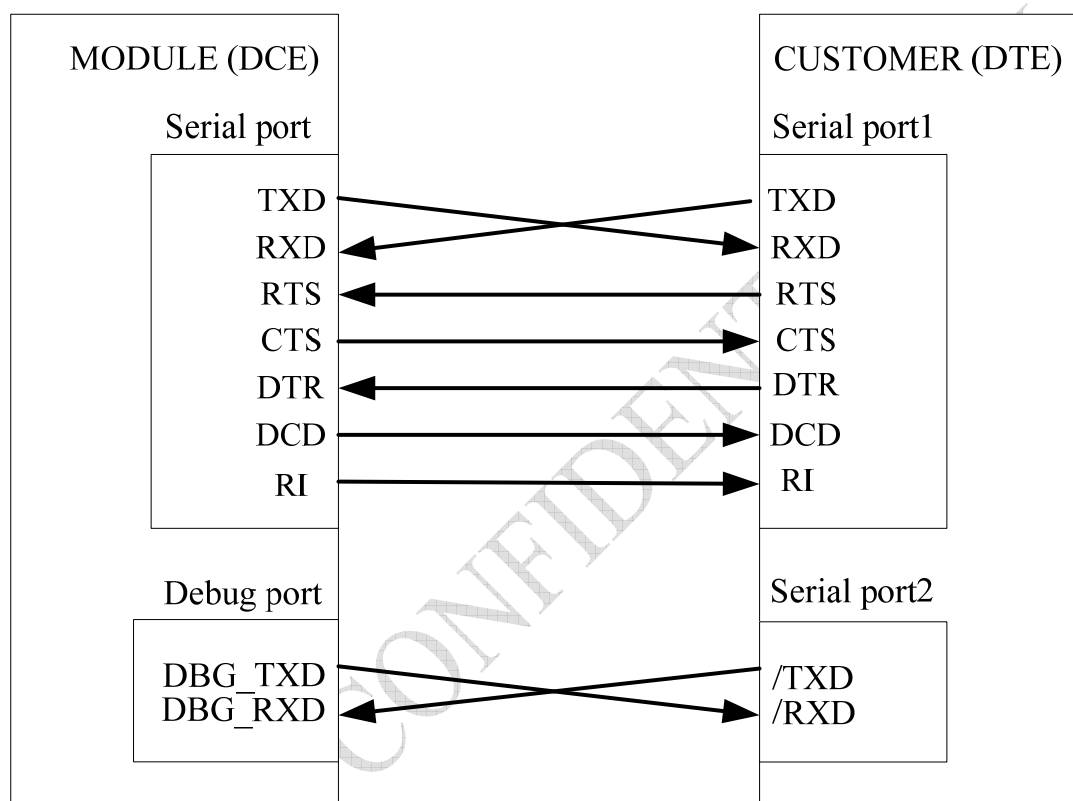 MODULE (DCE)
Serial port
TXD
RXD
RTS
CTS
DTR
DCD
RI
Debug port
DBG_TXD
DBG_RXD
CUSTOMER (DTE)
Serial port1
TXD
RXD
RTS
CTS
DTR
DCD
RI
Serial port2
/TXD
/RXD
CONFIDENT